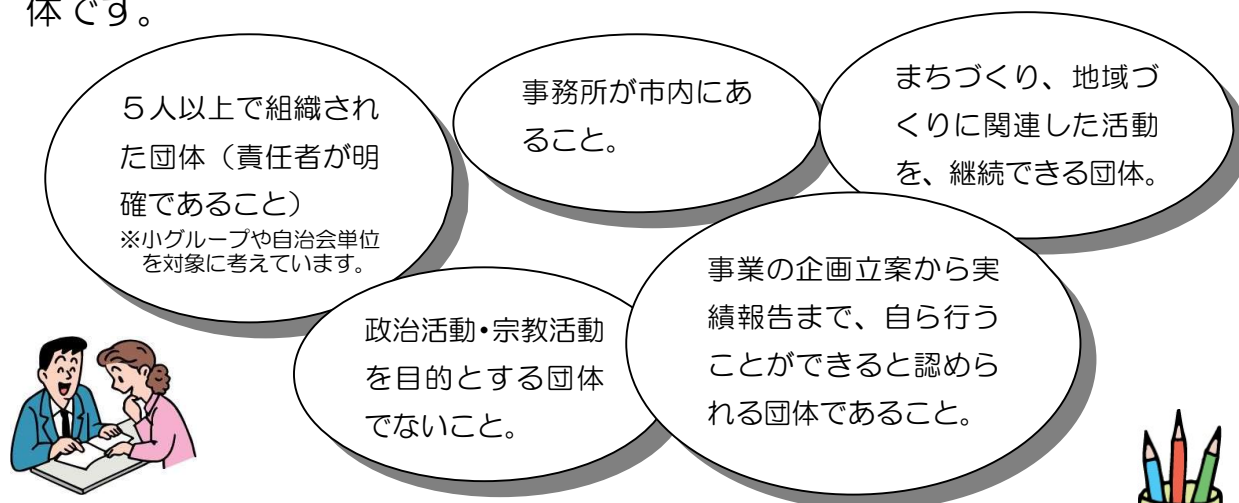 体です。
５人以上で組織され
た団体（責任者が明
確であること）
※小グループや自治会単位
を対象に考えています。
事務所が市内にあ
ること。
まちづくり、地域づ
くりに関連した活動
を、継続できる団体。
政治活動・宗教活動
を目的とする団体
でないこと。
事業の企画立案から実
績報告まで、自ら行う
ことができると認めら
れる団体であること。